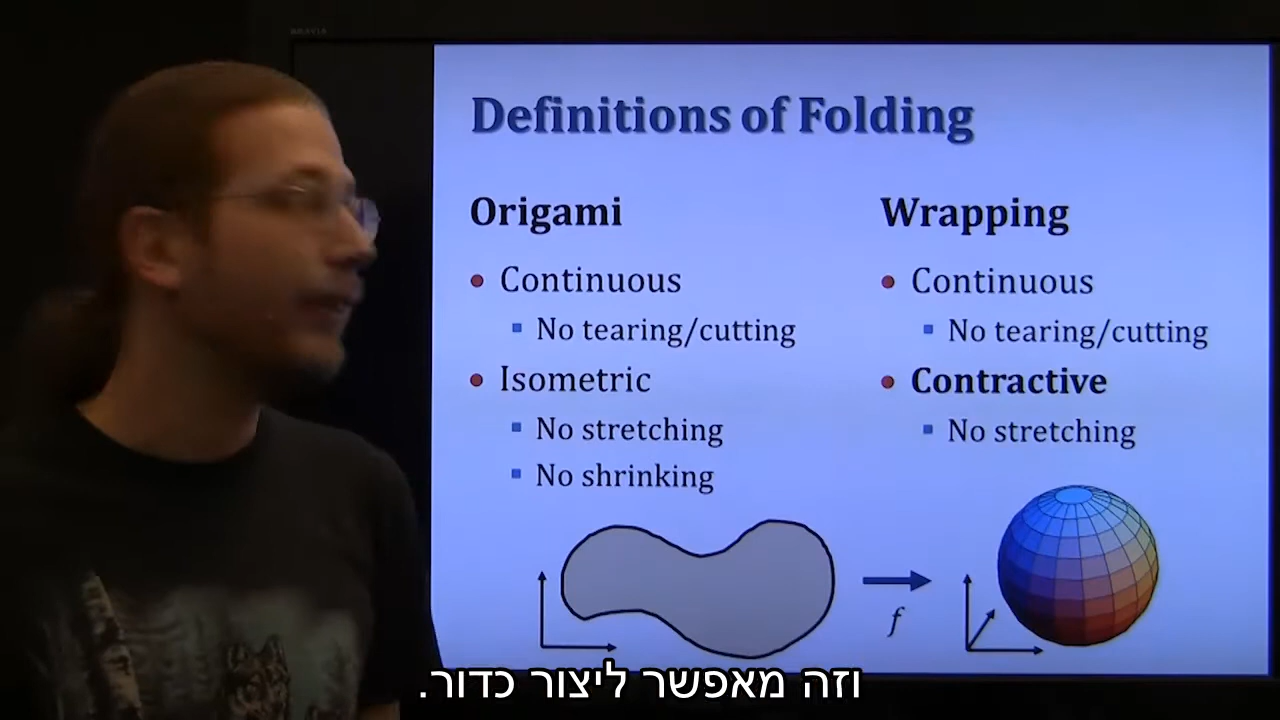 Definitions of Folding
Origami
Continuous
No tearing/cutting
Isometric
No stretching
No shrinking
Wrapping
Continuous
No tearing/cutting
Contractive
No stretching
f
וזה מאפשר ליצור כדור.